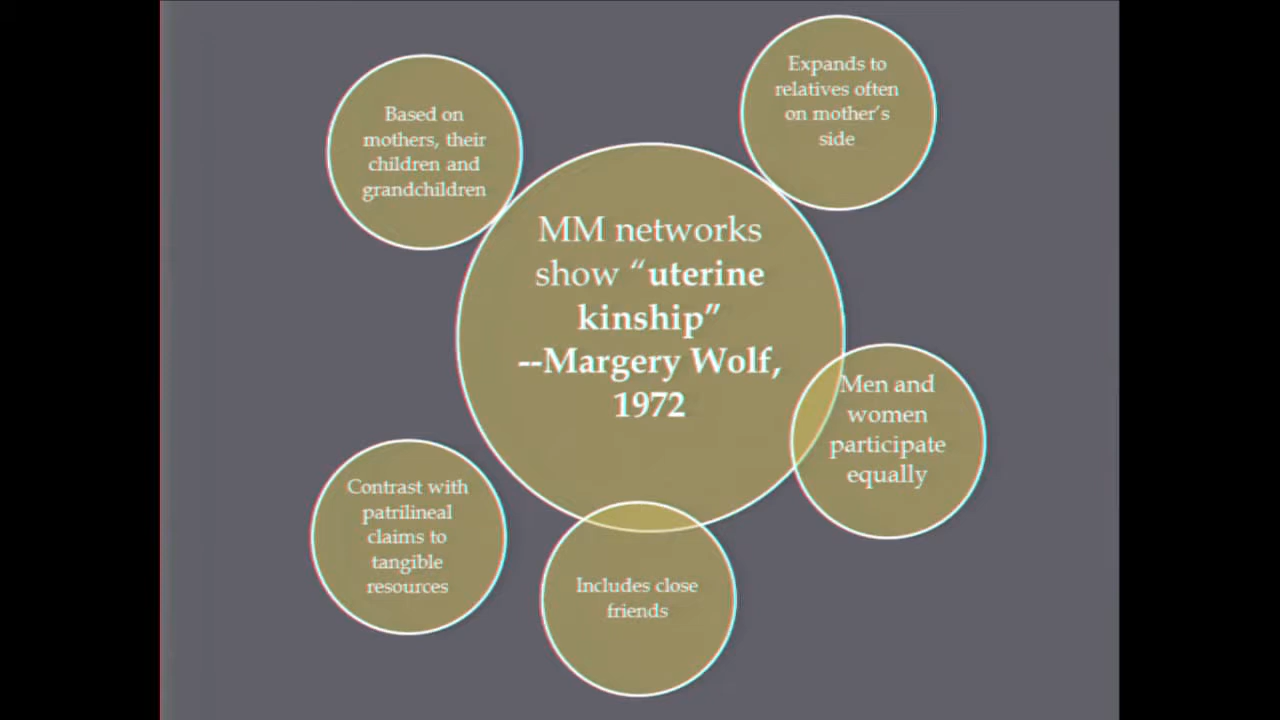 Based on
mothers, their
children and
grandchildren
Expands to
relatives often
on mother's
side
MM networks
show “uterine
kinship”
--Margery Wolf,
1972
Men and
women
participate
equally
Contrast with
patrilineal
claims to
tangible
resources
Includes close
friends